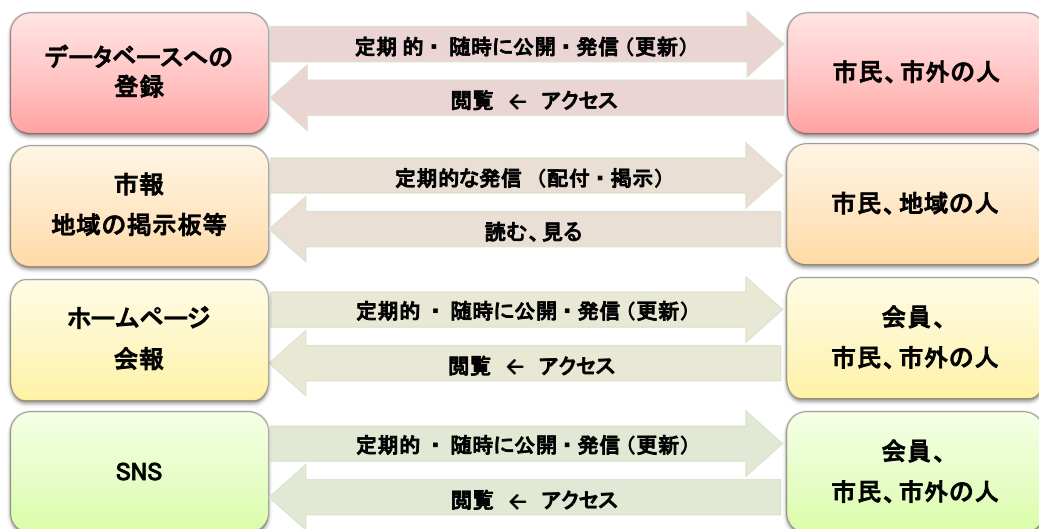 データベースへの
登録
定期的・随時に公開・発信(更新)
閲覧 ← アクセス
市民、市外の人
市報
地域の掲示板等
定期的な発信 (配付・掲示)
読む、見る
市民、地域の人
ホームページ
会報
定期的・随時に公開・発信(更新)
閲覧 ← アクセス
会員、
市民、市外の人
SNS
定期的・随時に公開・発信(更新)
閲覧 ← アクセス
会員、
市民、市外の人